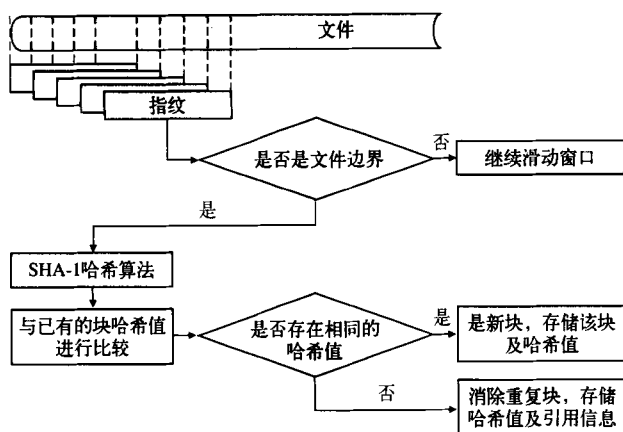 文件
指纹
是否是文件边界
否
继续滑动窗口
是
SHA-1哈希算法
与已有的块哈希值
进行比较
是否存在相同的
哈希值
是
是新块，存储该块
及哈希值
否
消除重复块，存储
哈希值及引用信息